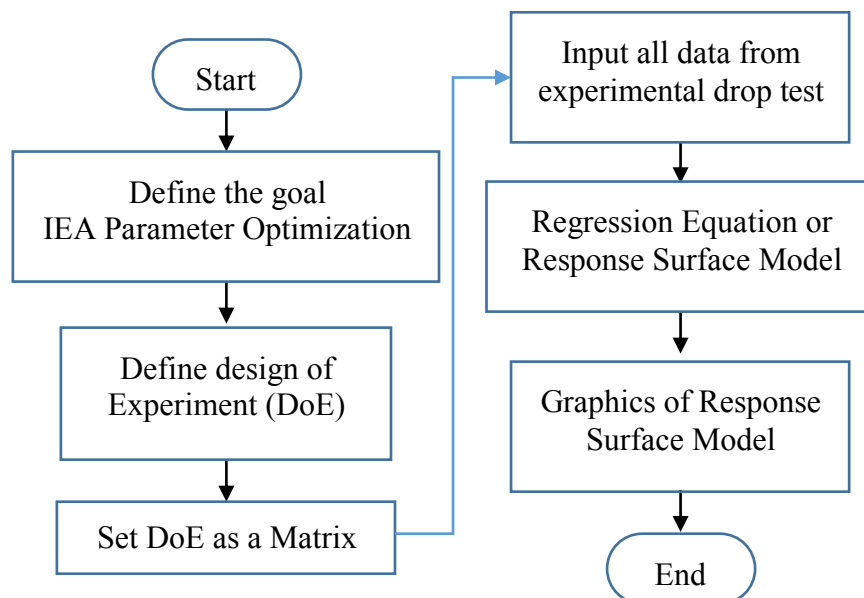 Start
Define the goal
IEA Parameter Optimization
Define design of
Experiment (DoE)
Set DoE as a Matrix
Input all data from
experimental drop test
Regression Equation or
Response Surface Model
Graphics of Response
Surface Model
End